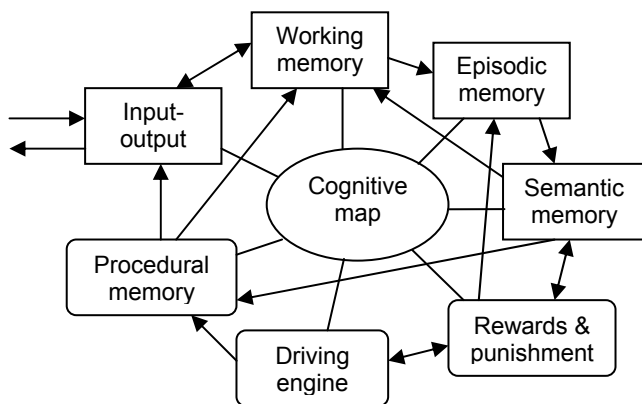 Working
memory
Episodic
memory
Input-
output
Cognitive
map
Semantic
memory
Procedural
memory
Rewards &
punishment
Driving
engine